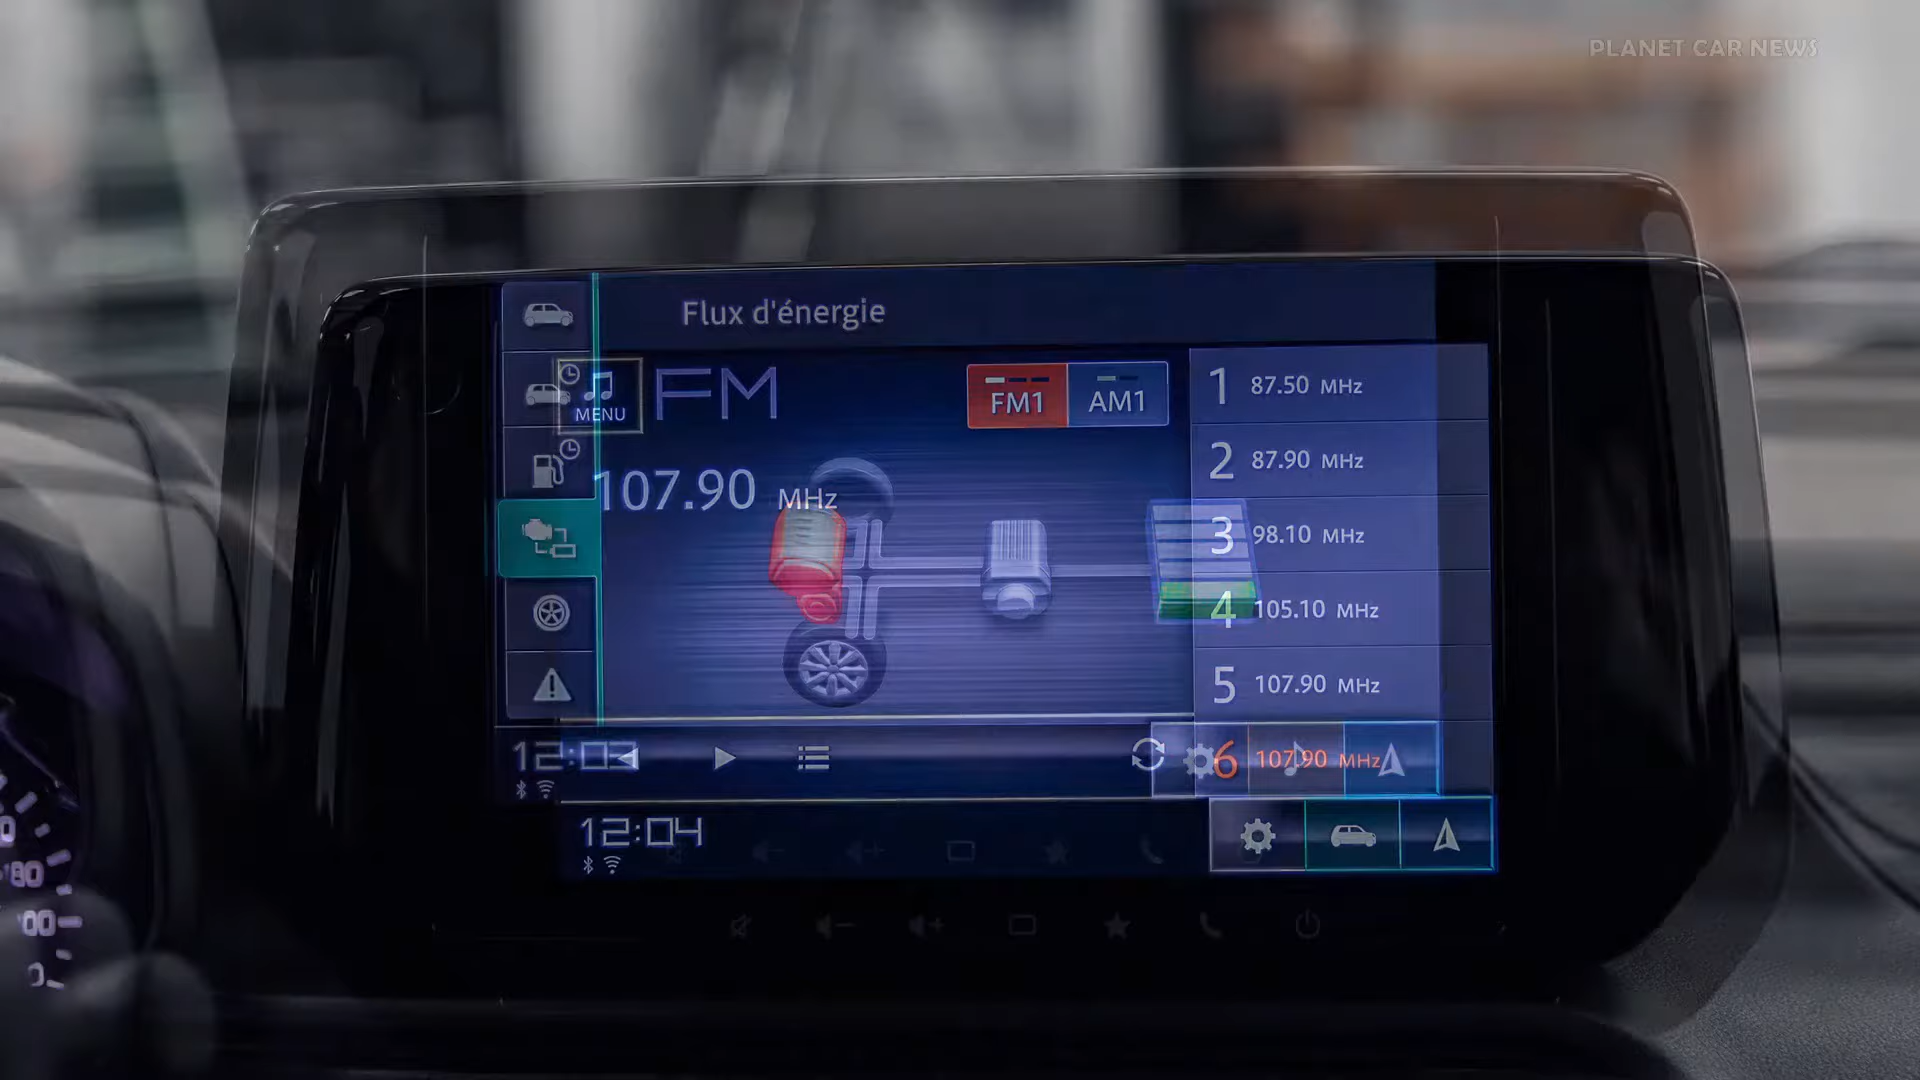 PLANET CAR NEWS
Flux d'énergie
MENU
FM
FM1
AM1
107.90 MHz
1 87.50 MHz
2 87.90 MHz
3 98.10 MHz
4 105.10 MHz
5 107.90 MHz
6 107.90 MHz
12:03
12:04
80